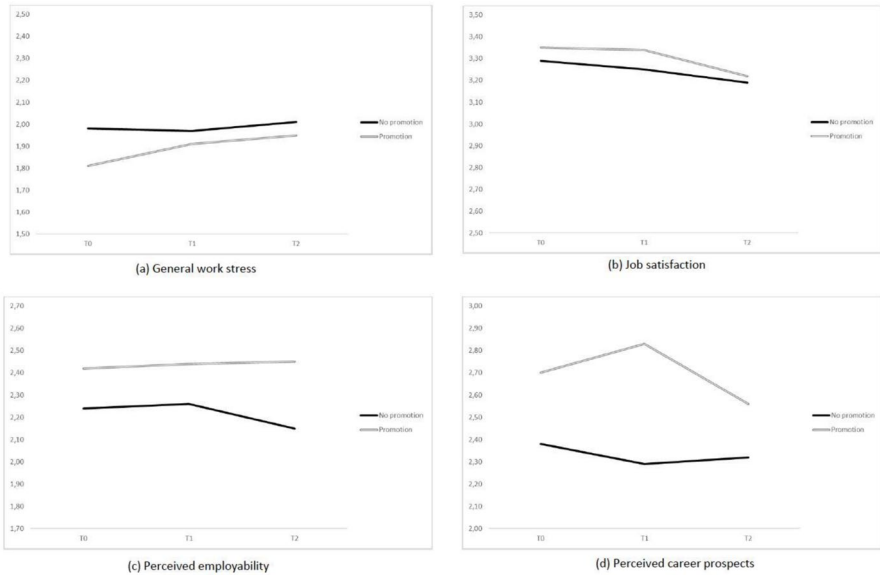 2,50
2,40
2,30
2,20
2,10
2,00
1,90
1,80
1,70
1,60
1,50
T0 T1 T2
No promotion
Promotion
(a) General work stress
3,50
3,40
3,30
3,20
3,10
3,00
2,90
2,80
2,70
2,60
2,50
T0 T1 T2
No promotion
Promotion
(b) Job satisfaction
2,70
2,60
2,50
2,40
2,30
2,20
2,10
2,00
1,90
1,80
1,70
T0 T1 T2
No promotion
Promotion
(c) Perceived employability
3,00
2,90
2,80
2,70
2,60
2,50
2,40
2,30
2,20
2,10
2,00
T0 T1 T2
No promotion
Promotion
(d) Perceived career prospects